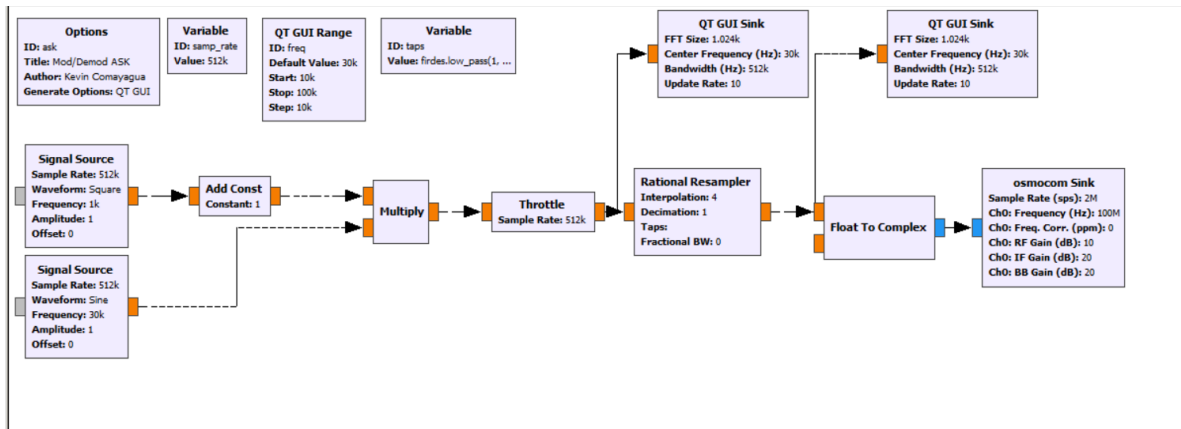 Options
ID: ask
Title: Mod/Demod ASK
Author: Kevin Comayagua
Generate Options: QT GUI
Variable
ID: samp_rate
Value: 512k
QT GUI Range
ID: freq
Default Value: 30k
Start: 10k
Stop: 100k
Step: 10k
Variable
ID: taps
Value: firdes.low_pass(1, ...
QT GUI Sink
FFT Size: 1.024k
Center Frequency (Hz): 30k
Bandwidth (Hz): 512k
Update Rate: 10
QT GUI Sink
FFT Size: 1.024k
Center Frequency (Hz): 30k
Bandwidth (Hz): 512k
Update Rate: 10
Signal Source
Sample Rate: 512k
Waveform: Square
Frequency: 1k
Amplitude: 1
Offset: 0
Add Const
Constant: 1
Multiply
Throttle
Sample Rate: 512k
Rational Resampler
Interpolation: 4
Decimation: 1
Taps:
Fractional BW: 0
Float To Complex
osmocom Sink
Sample Rate (sps): 2M
Ch0: Frequency (Hz): 100M
Ch0: Freq. Corr. (ppm): 0
Ch0: RF Gain (dB): 10
Ch0: IF Gain (dB): 20
Ch0: BB Gain (dB): 20
Signal Source
Sample Rate: 512k
Waveform: Sine
Frequency: 30k
Amplitude: 1
Offset: 0